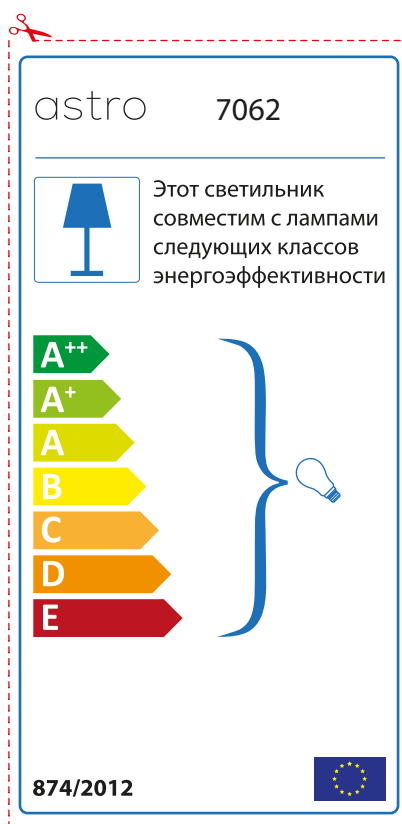 astro 7062
Этот светильник
совместим с лампами
следующих классов
энергоэффективности
A++
A+
A
B
C
D
E
874/2012